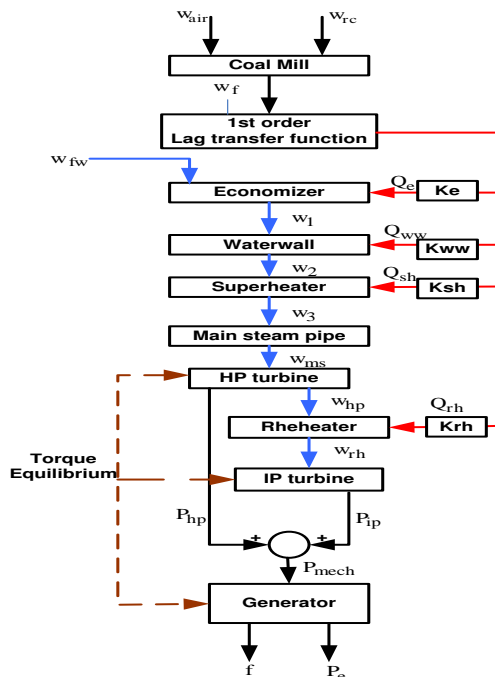 w_air w_rc
Coal Mill
w_f
1st order
Lag transfer function
w_fw
Q_e
Economizer
Ke
w_1
Q_ww
Waterwall
Kww
w_2
Q_sh
Superheater
Ksh
w_3
Main steam pipe
w_ms
HP turbine
w_hp
Q_rh
Rheheater
Krh
w_rh
Torque
Equilibrium
IP turbine
P_hp
P_ip
+ +
P_mech
Generator
f P_e